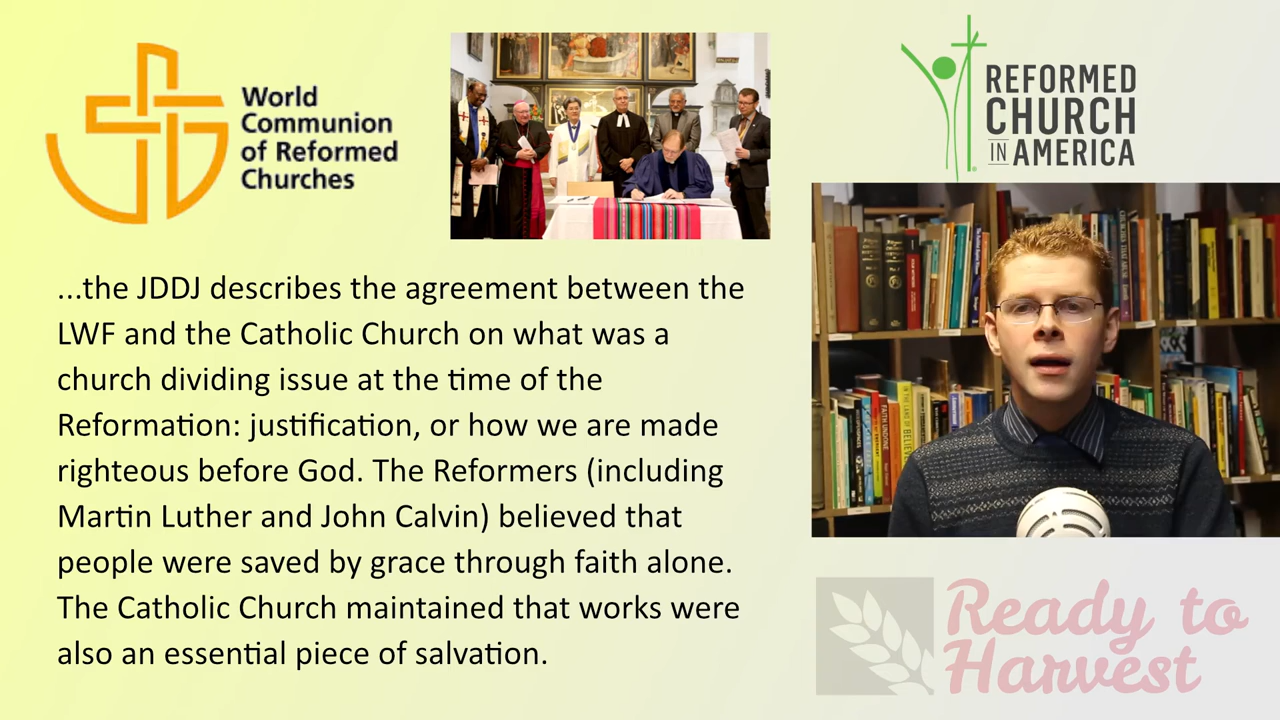 World
Communion
of Reformed
Churches
REFORMED
CHURCH
IN AMERICA
...the JDDJ describes the agreement between the
LWF and the Catholic Church on what was a
church dividing issue at the time of the
Reformation: justification, or how we are made
righteous before God. The Reformers (including
Martin Luther and John Calvin) believed that
people were saved by grace through faith alone.
The Catholic Church maintained that works were
also an essential piece of salvation.
Ready to
Harvest